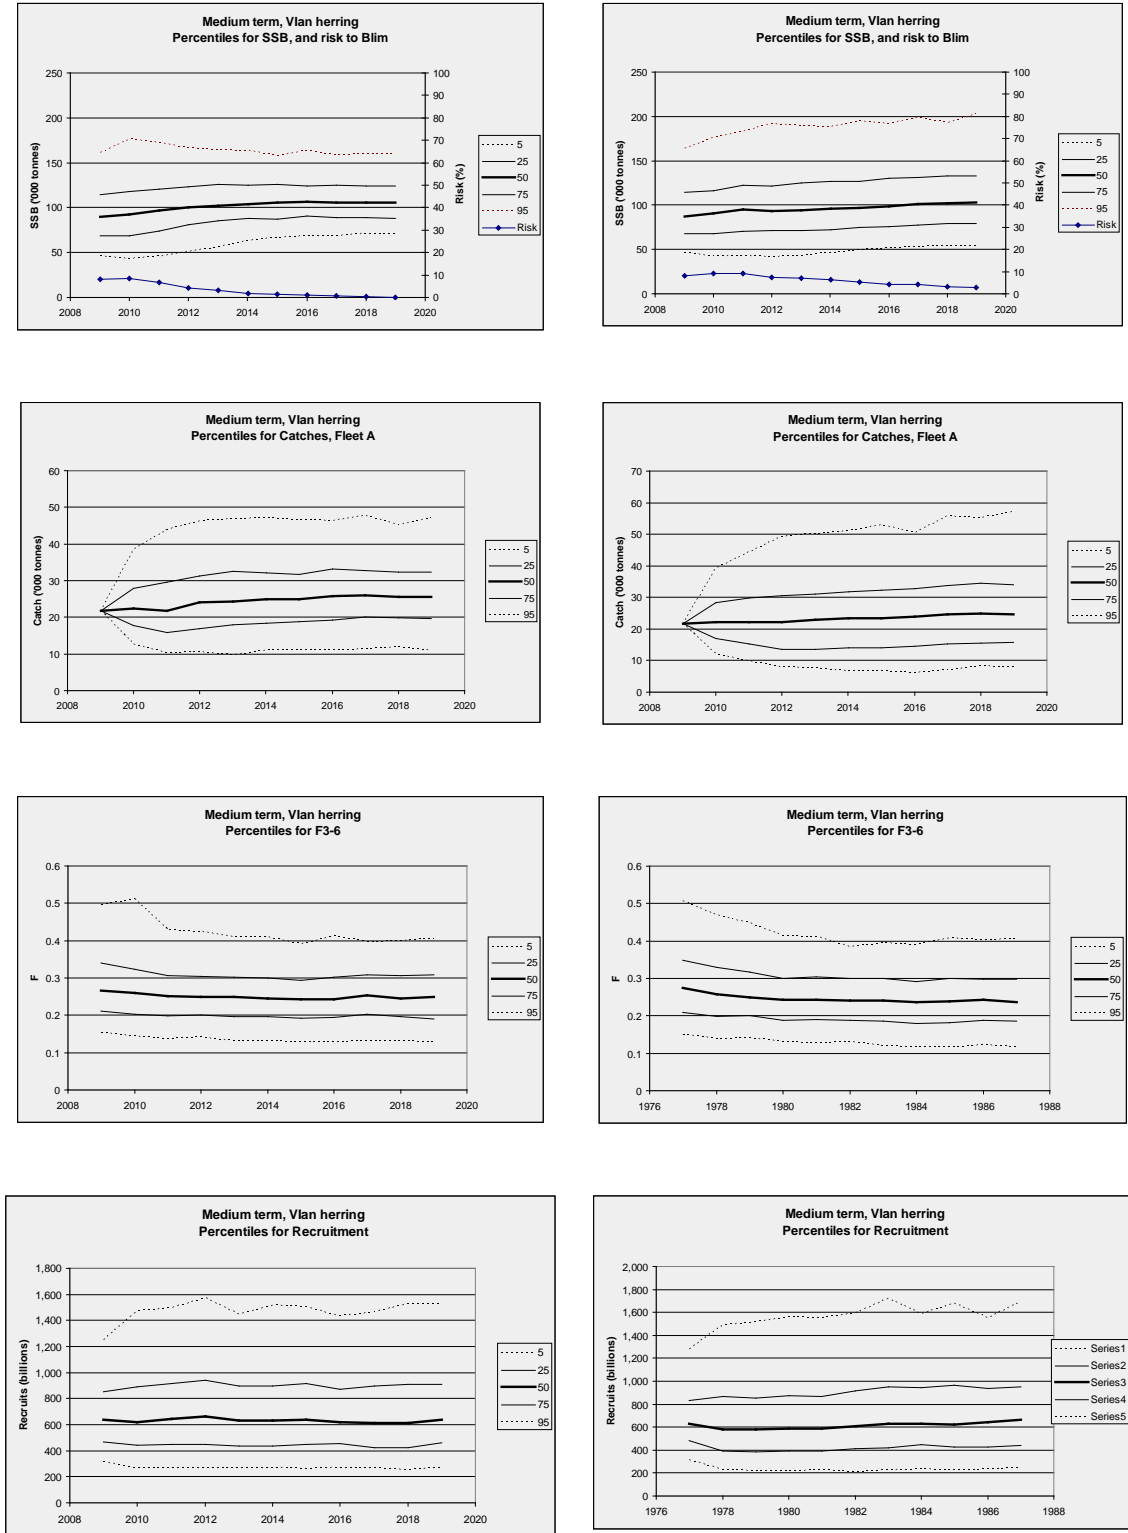 Medium term, VIan herring
Percentiles for SSB, and risk to Blim
250
200
150
100
50
0
SSB ('000 tonnes)
100
90
80
70
60
50
40
30
20
10
0
Risk (%)
2008 2010 2012 2014 2016 2018 2020
5
25
50
75
95
Risk
Medium term, VIan herring
Percentiles for SSB, and risk to Blim
250
200
150
100
50
0
SSB ('000 tonnes)
100
90
80
70
60
50
40
30
20
10
0
Risk (%)
2008 2010 2012 2014 2016 2018 2020
5
25
50
75
95
Risk
Medium term, VIan herring
Percentiles for Catches, Fleet A
60
50
40
30
20
10
0
Catch ('000 tonnes)
2008 2010 2012 2014 2016 2018 2020
5
25
50
75
95
Medium term, VIan herring
Percentiles for Catches, Fleet A
70
60
50
40
30
20
10
0
Catch ('000 tonnes)
2008 2010 2012 2014 2016 2018 2020
5
25
50
75
95
Medium term, VIan herring
Percentiles for F3-6
0.6
0.5
0.4
0.3
0.2
0.1
0
F
2008 2010 2012 2014 2016 2018 2020
5
25
50
75
95
Medium term, VIan herring
Percentiles for F3-6
0.6
0.5
0.4
0.3
0.2
0.1
0
F
1976 1978 1980 1982 1984 1986 1988
5
25
50
75
95
Medium term, VIan herring
Percentiles for Recruitment
1,800
1,600
1,400
1,200
1,000
800
600
400
200
0
Recruits (billions)
2008 2010 2012 2014 2016 2018 2020
5
25
50
75
95
Medium term, VIan herring
Percentiles for Recruitment
2,000
1,800
1,600
1,400
1,200
1,000
800
600
400
200
0
Recruits (billions)
1976 1978 1980 1982 1984 1986 1988
Series1
Series2
Series3
Series4
Series5